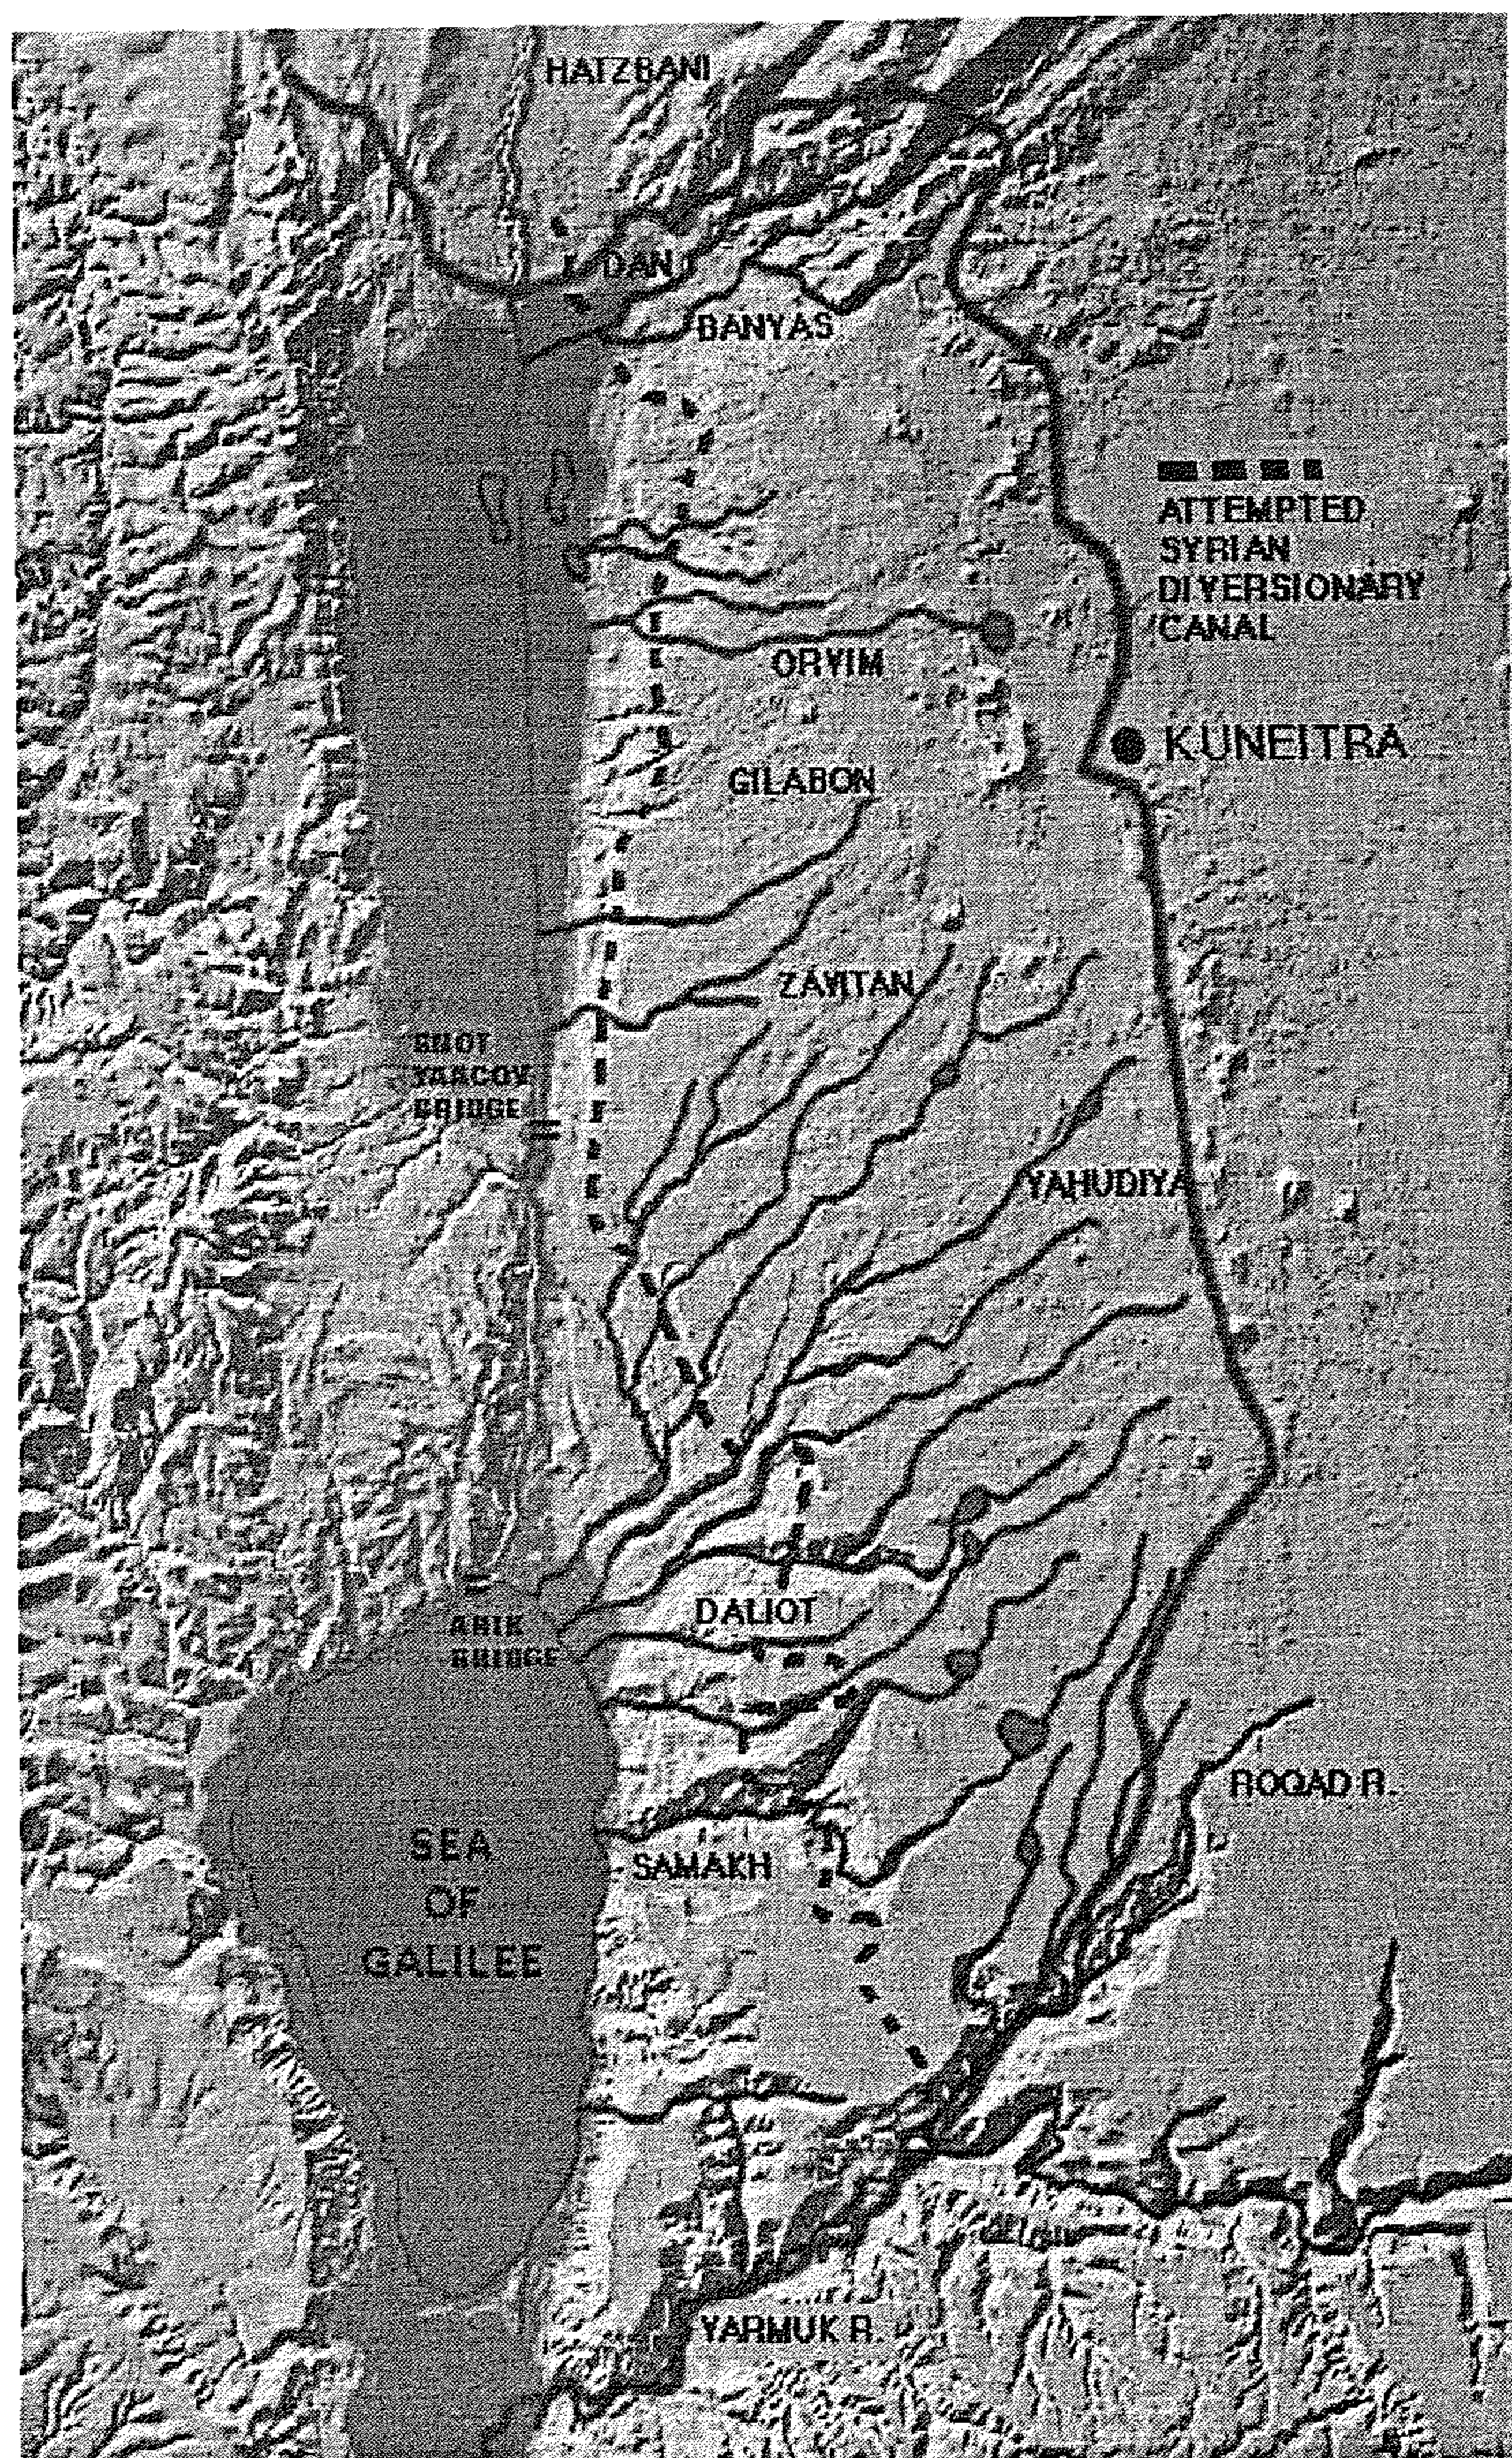 HATZBANI
DAN
BANYAS
ATTEMPTED
SYRIAN
DIVERSIONARY
CANAL
ORVIM
KUNEITRA
GILABON
ZAVITAN
BNOT
YAACOV
BRIDGE
YAHUDIYA
DALIOT
ARIK
BRIDGE
ROQAD R.
SEA
OF
GALILEE
SAMAKH
YARMUK R.